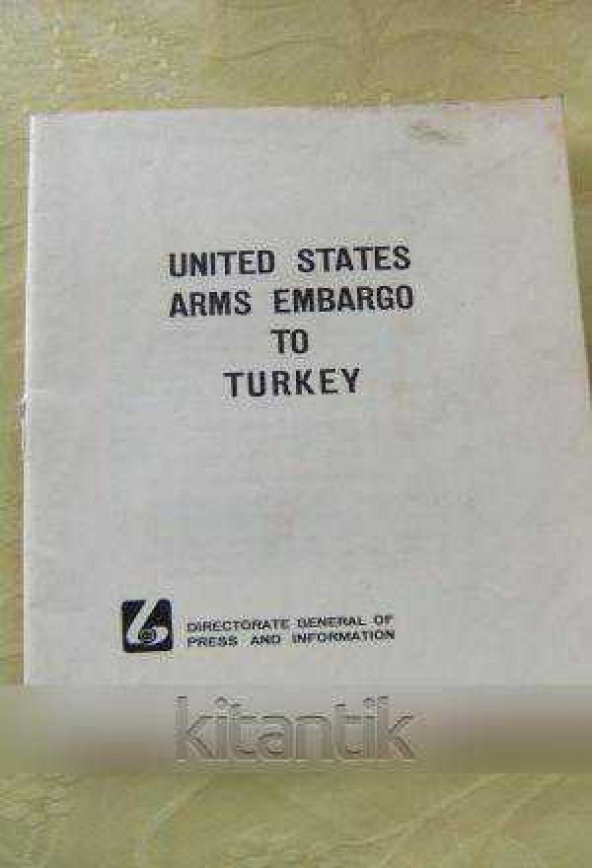 UNITED STATES
ARMS EMBARGO
TO
TURKEY
DIRECTORATE GENERAL OF
PRESS AND INFORMATION
kitantik